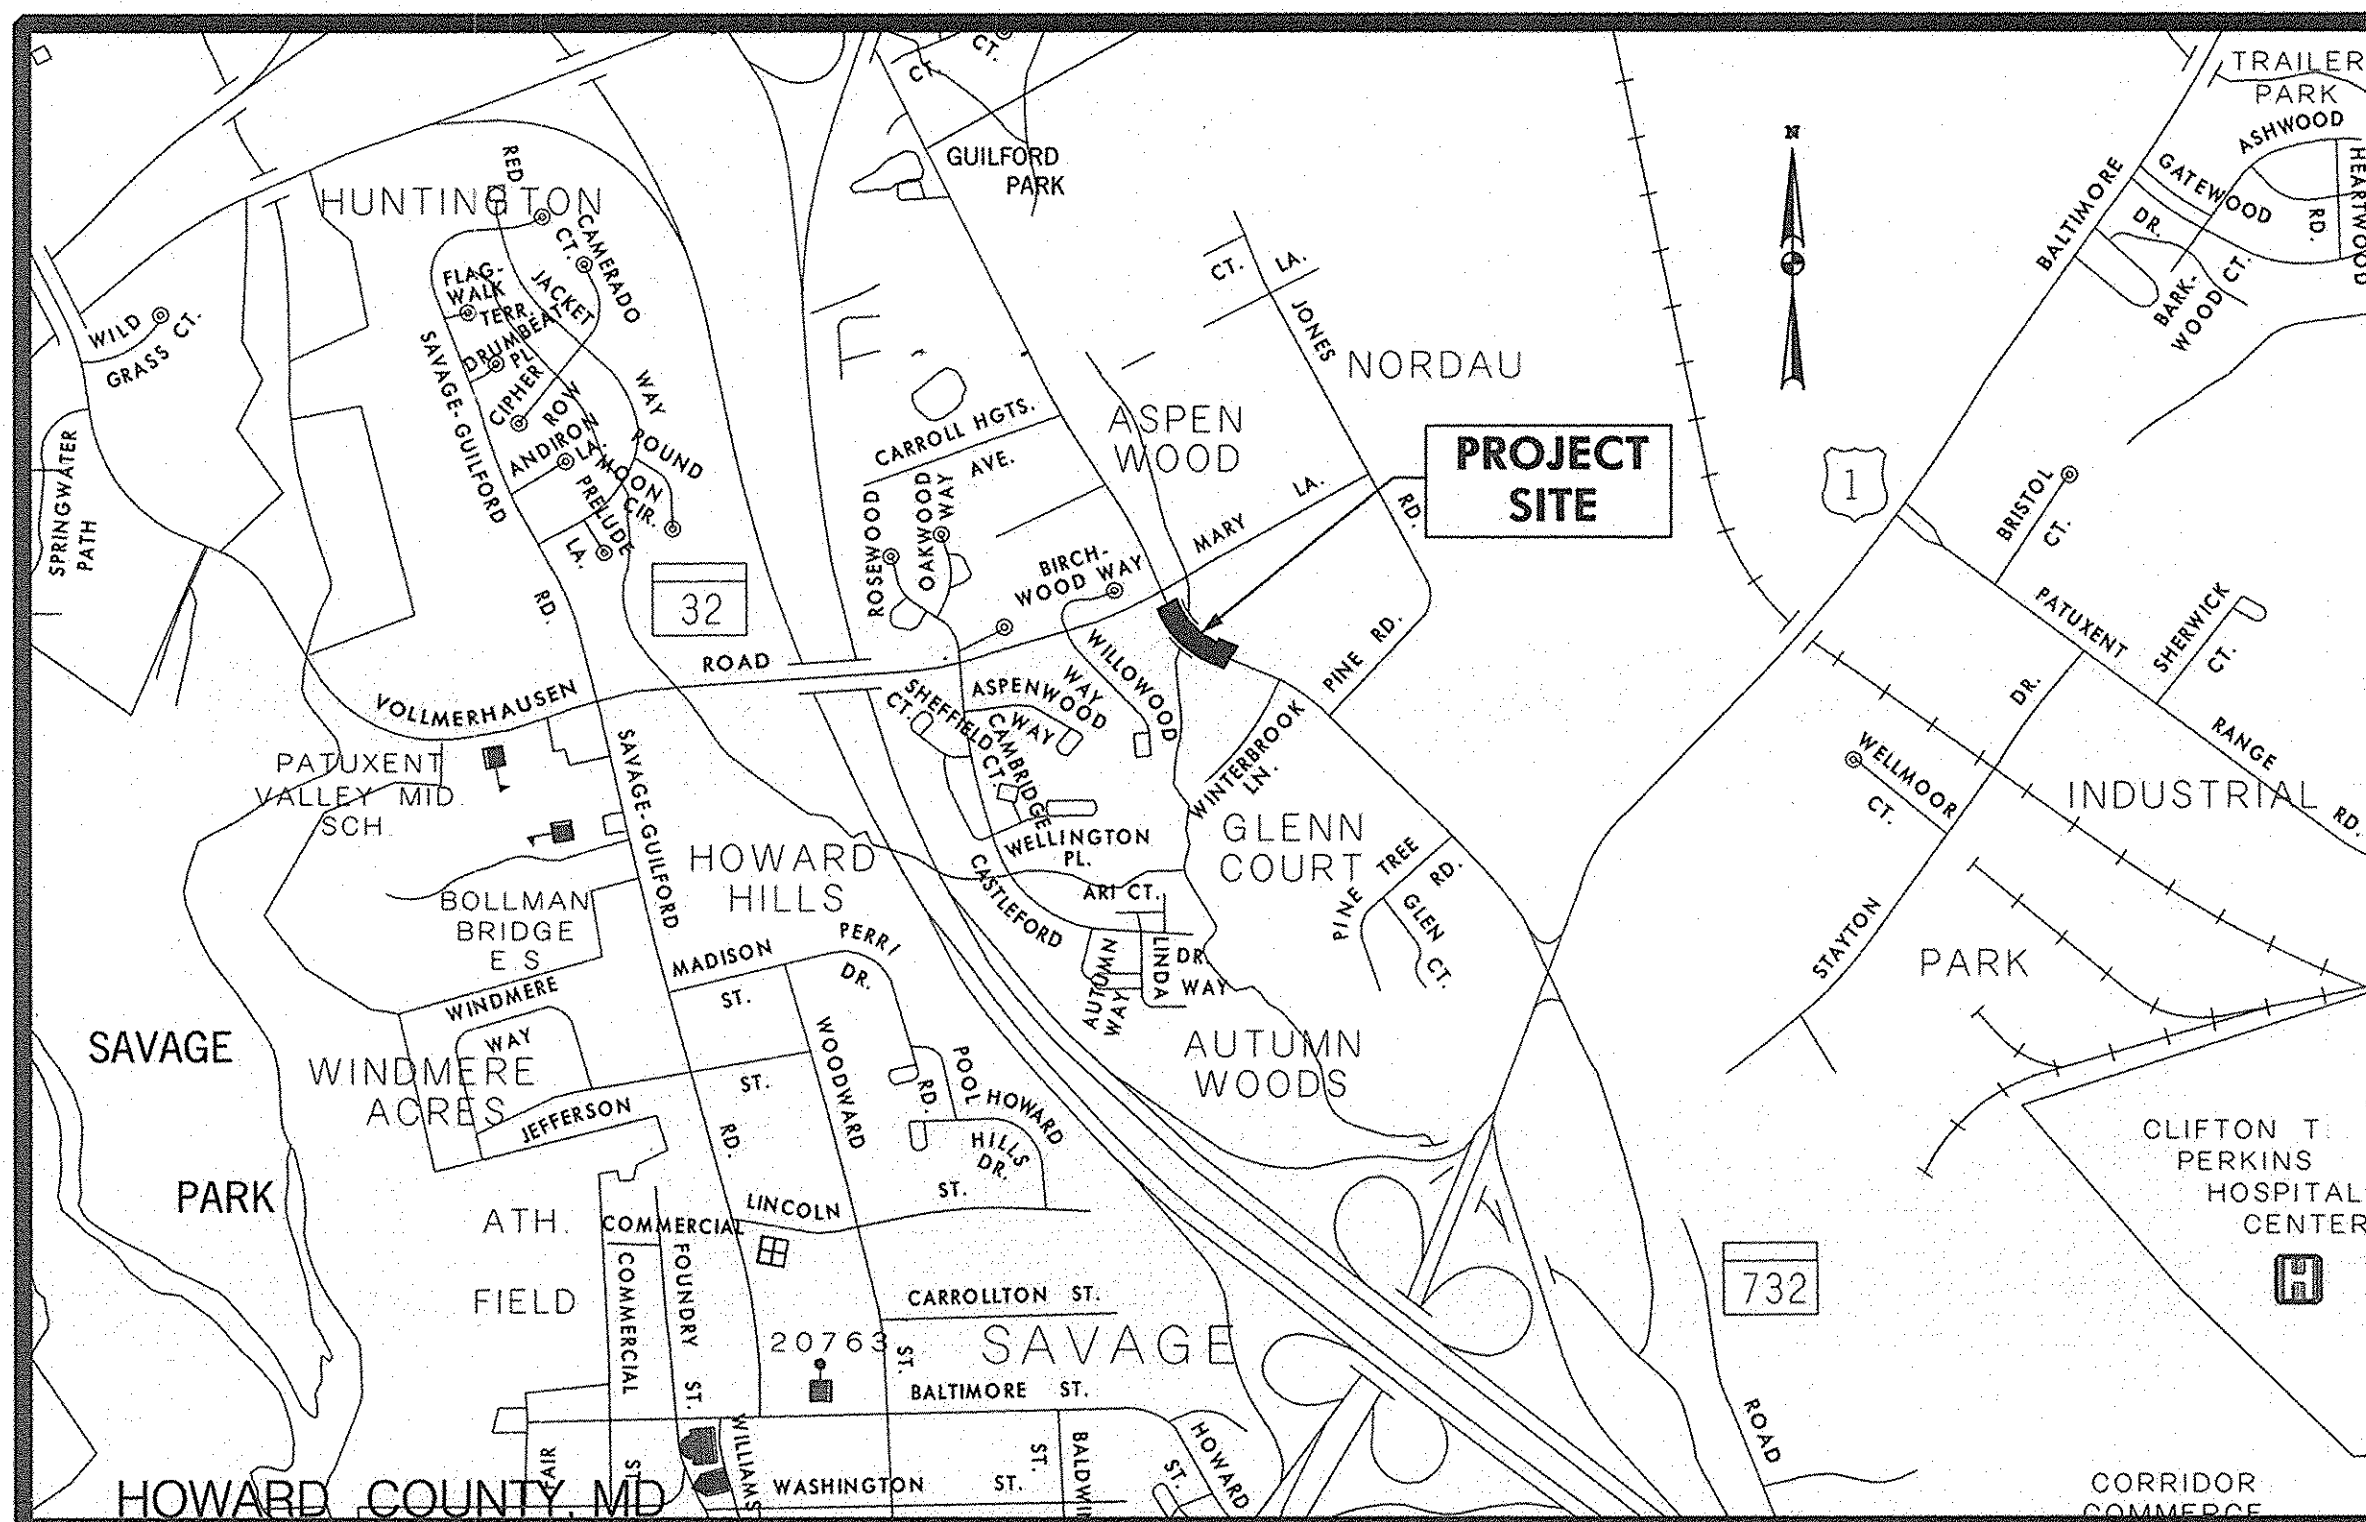 CT.
CT.
TRAILER
PARK
ASHWOOD
HEARTWOOD
RD.
GATEWOOD
DR.
BARK-
WOOD CT.
BALTIMORE
N
GUILFORD
PARK
HUNTINGTON
RED
JACKET
WAY
CAMERADO
CT.
FLAG-
WALK
TERR.
DRUMBEAT
PL.
CIPHER
ROW
ANDIRON
LA.
ROUND
MOON
CIR.
PRELUDE
LA.
SAVAGE-GUILFORD
RD.
WILD
GRASS CT.
SPRINGWATER
PATH
CT.
LA.
JONES
RD.
NORDAU
ASPEN
WOOD
CARROLL HGTS.
AVE.
ROSEWOOD
OAKWOOD
WAY
BIRCH-
WOOD WAY
MARY
LA.
PROJECT
SITE
1
BRISTOL
CT.
PATUXENT
RANGE
RD.
SHERWICK
CT.
32
VOLLMERHAUSEN
ROAD
SHEFFIELD
CT.
ASPENWOOD
WAY
WILLOWOOD
WAY
CAMBRIDGE
CT.
WELLINGTON
PL.
WINTERBROOK
LN.
PINE RD.
PATUXENT
VALLEY MID
SCH.
SAVAGE-GUILFORD
RD.
HOWARD
HILLS
BOLLMAN
BRIDGE
E S
GLENN
COURT
PINE TREE
RD.
GLEN
CT.
WELLMOOR
CT.
STAYTON
DR.
INDUSTRIAL
PARK
CASTLEFORD
DR.
ARI CT.
LINDA
WAY
AUTUMN
WAY
AUTUMN
WOODS
MADISON
ST.
PERRI
DR.
WINDMERE
WAY
WINDMERE
ACRES
JEFFERSON
ST.
WOODWARD
ST.
POOL
RD.
HOWARD
HILLS
DR.
SAVAGE
PARK
LINCOLN
ST.
ATH.
FIELD
COMMERCIAL
COMMERCIAL
ST.
FOUNDRY
ST.
CARROLLTON ST.
20763
SAVAGE
BALTIMORE ST.
FAIR
WILLIAMS
WASHINGTON
ST.
BALDWIN
ST.
HOWARD
ST.
732
ROAD
CLIFTON T.
PERKINS
HOSPITAL
CENTER
H
CORRIDOR
COMMERCE
HOWARD COUNTY, MD